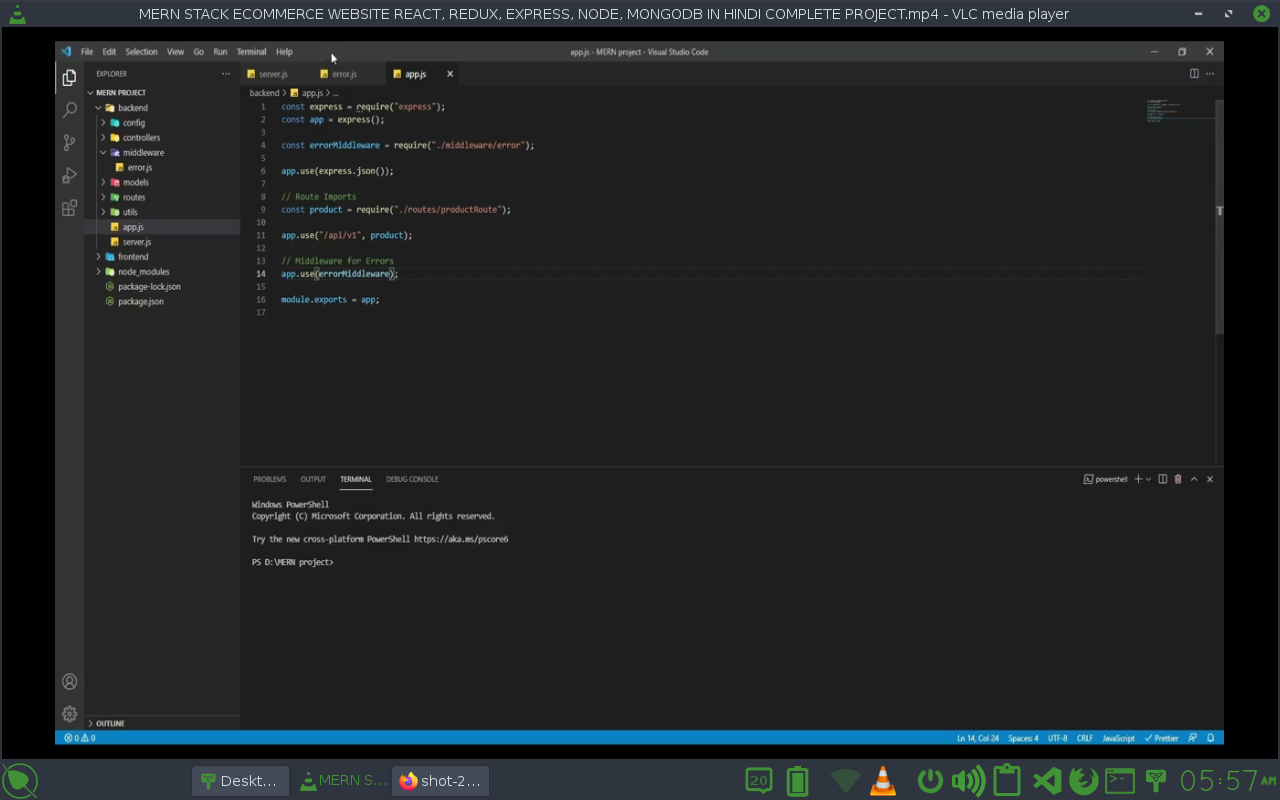 MERN STACK ECOMMERCE WEBSITE REACT, REDUX, EXPRESS, NODE, MONGODB IN HINDI COMPLETE PROJECT.mp4 - VLC media player
File Edit Selection View Go Run Terminal Help
app.js - MERN project - Visual Studio Code
EXPLORER
MERN PROJECT
backend
config
controllers
middleware
error.js
models
routes
utils
app.js
server.js
frontend
node_modules
package-lock.json
package.json
OUTLINE
server.js error.js app.js
backend > app.js > ...
1 const express = require("express");
2 const app = express();
3
4 const errorMiddleware = require("./middleware/error");
5
6 app.use(express.json());
7
8 // Route Imports
9 const product = require("./routes/productRoute");
10
11 app.use("/api/v1", product);
12
13 // Middleware for Errors
14 app.use(errorMiddleware);
15
16 module.exports = app;
17
PROBLEMS OUTPUT TERMINAL DEBUG CONSOLE
powershell
Windows PowerShell
Copyright (C) Microsoft Corporation. All rights reserved.
Try the new cross-platform PowerShell https://aka.ms/pscore6
PS D:\MERN project>
0 0
Ln 14, Col 24 Spaces: 4 UTF-8 CRLF JavaScript Prettier
Deskt... MERN S... shot-2... 20 05:57 AM